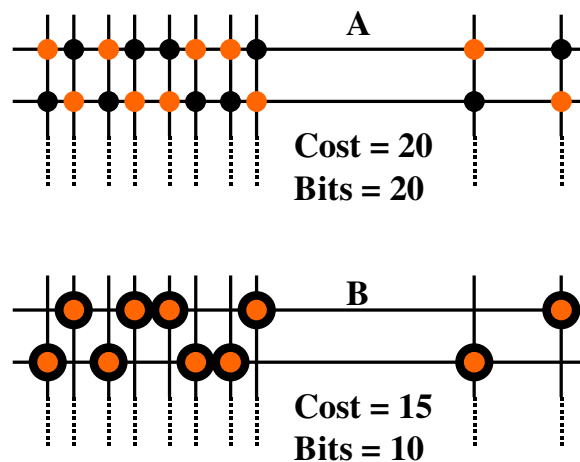 A
Cost = 20
Bits = 20
B
Cost = 15
Bits = 10